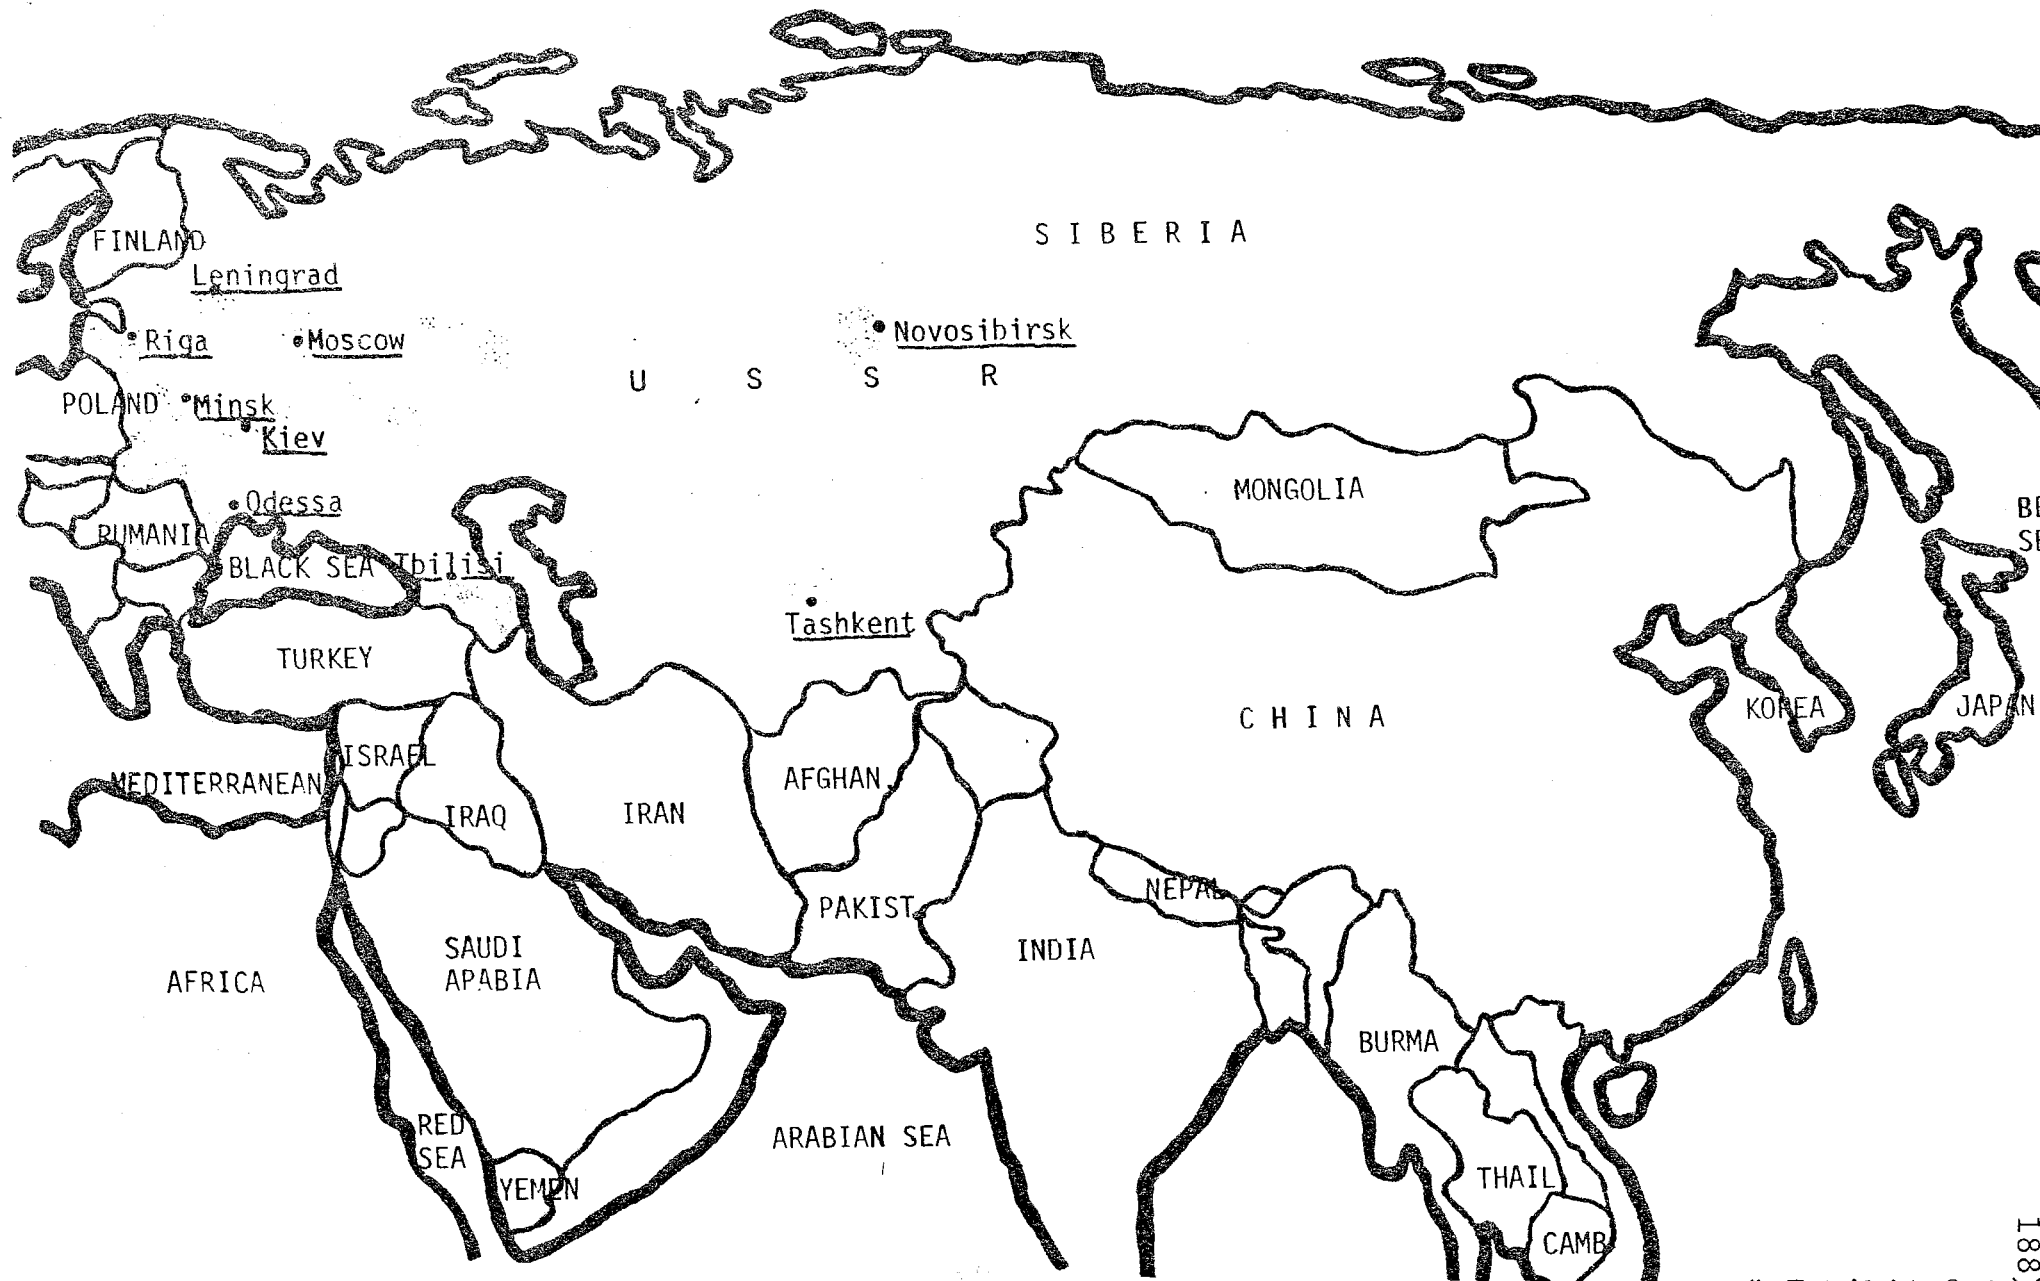 SIBERIA
FINLAND
Leningrad
Riga
Moscow
Novosibirsk
USSR
POLAND
Minsk
Kiev
MONGOLIA
Odessa
RUMANIA
BLACK SEA
Tbilisi
Tashkent
TURKEY
CHINA
KOREA
JAPAN
ISRAEL
MEDITERRANEAN
AFGHAN.
IRAQ
IRAN
NEPAL
PAKIST.
INDIA
SAUDI
ARABIA
AFRICA
BURMA
RED
SEA
ARABIAN SEA
YEMEN
THAIL.
CAMB.
188